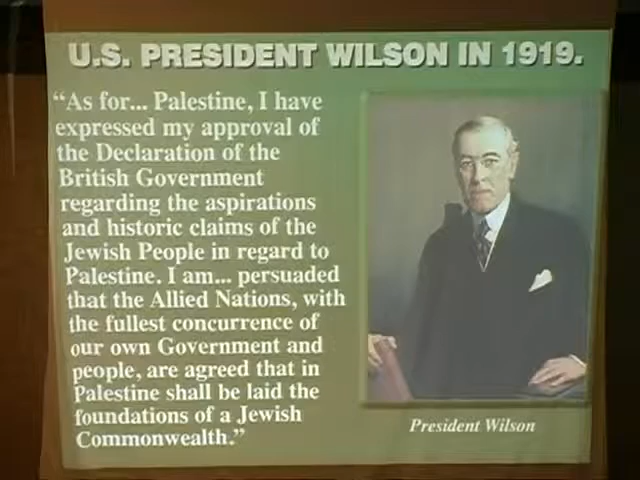 U.S. PRESIDENT WILSON IN 1919.
“As for... Palestine, I have
expressed my approval of
the Declaration of the
British Government
regarding the aspirations
and historic claims of the
Jewish People in regard to
Palestine. I am... persuaded
that the Allied Nations, with
the fullest concurrence of
our own Government and
people, are agreed that in
Palestine shall be laid the
foundations of a Jewish
Commonwealth.”
President Wilson